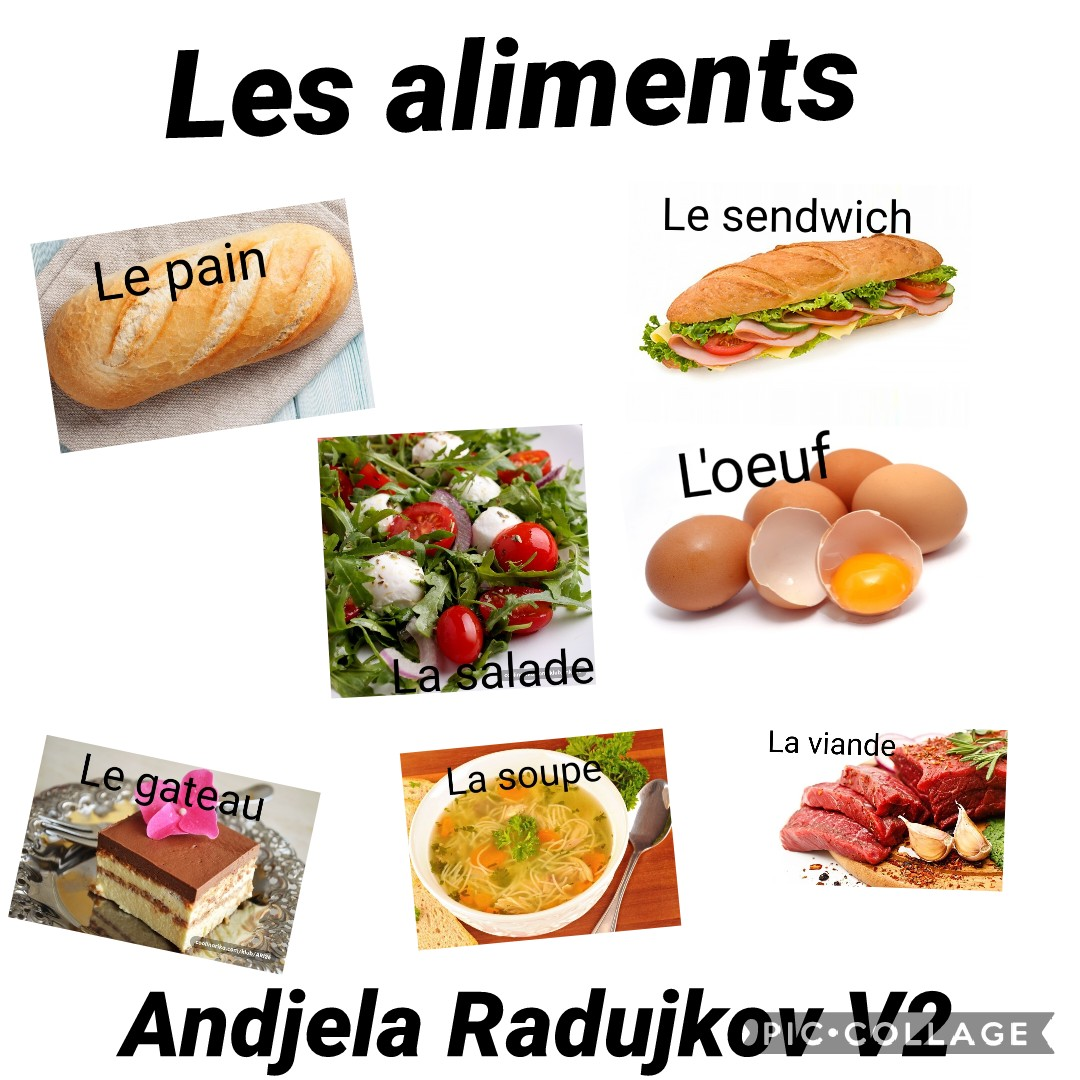 Les aliments
Le pain
Le sendwich
L'oeuf
La salade
Le gateau
La soupe
La viande
Andjela Radujkov V2
PIC•COLLAGE